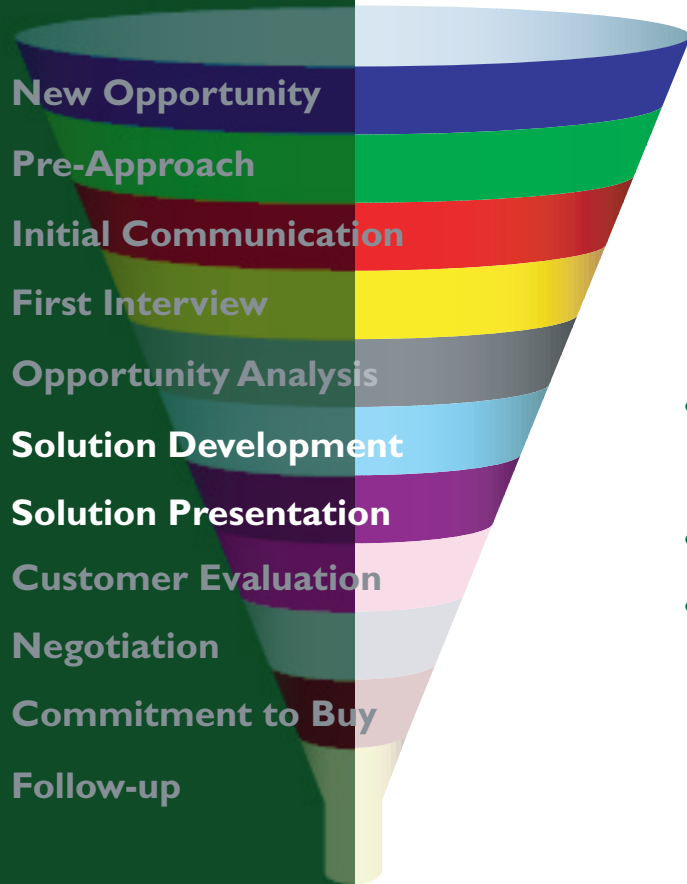 New Opportunity
Pre-Approach
Initial Communication
First Interview
Opportunity Analysis
Solution Development
Solution Presentation
Customer Evaluation
Negotiation
Commitment to Buy
Follow-up